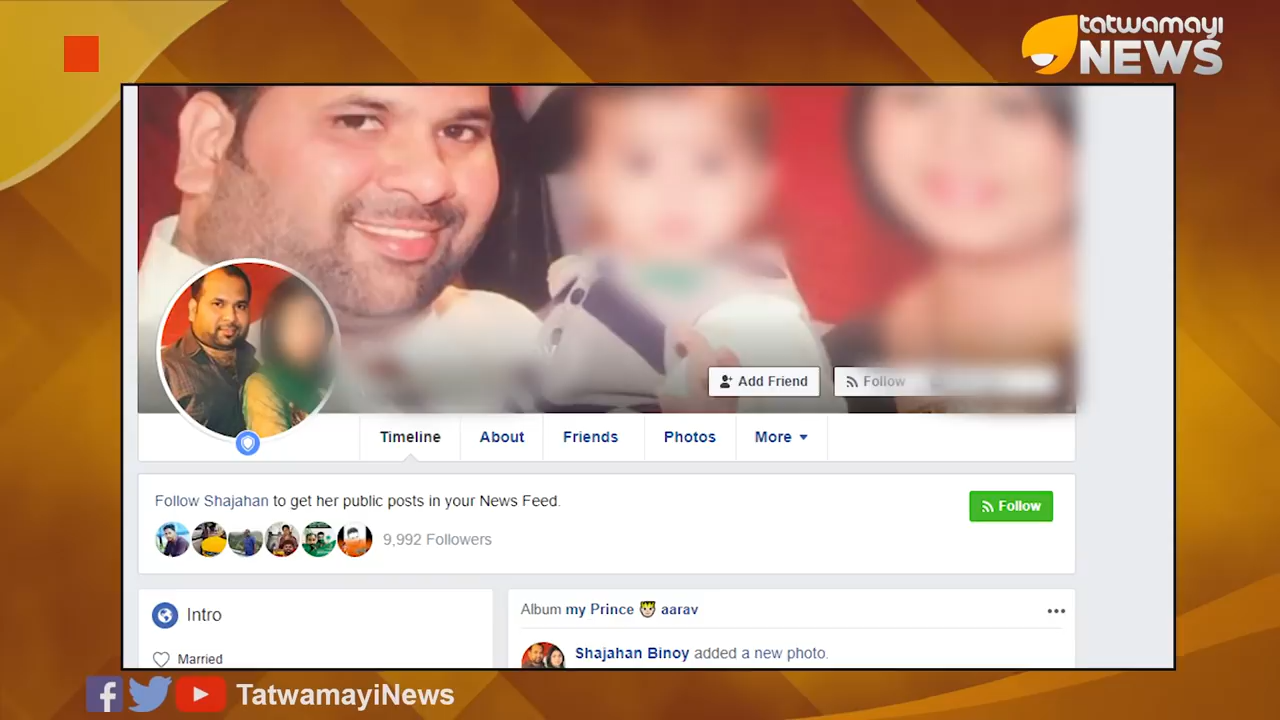 tatwamayi
NEWS
Add Friend
Follow
Timeline
About
Friends
Photos
More
Follow Shajahan to get her public posts in your News Feed.
Follow
9,992 Followers
Intro
Album my Prince 🤴 aarav
Married
Shajahan Binoy added a new photo.
TatwamayiNews